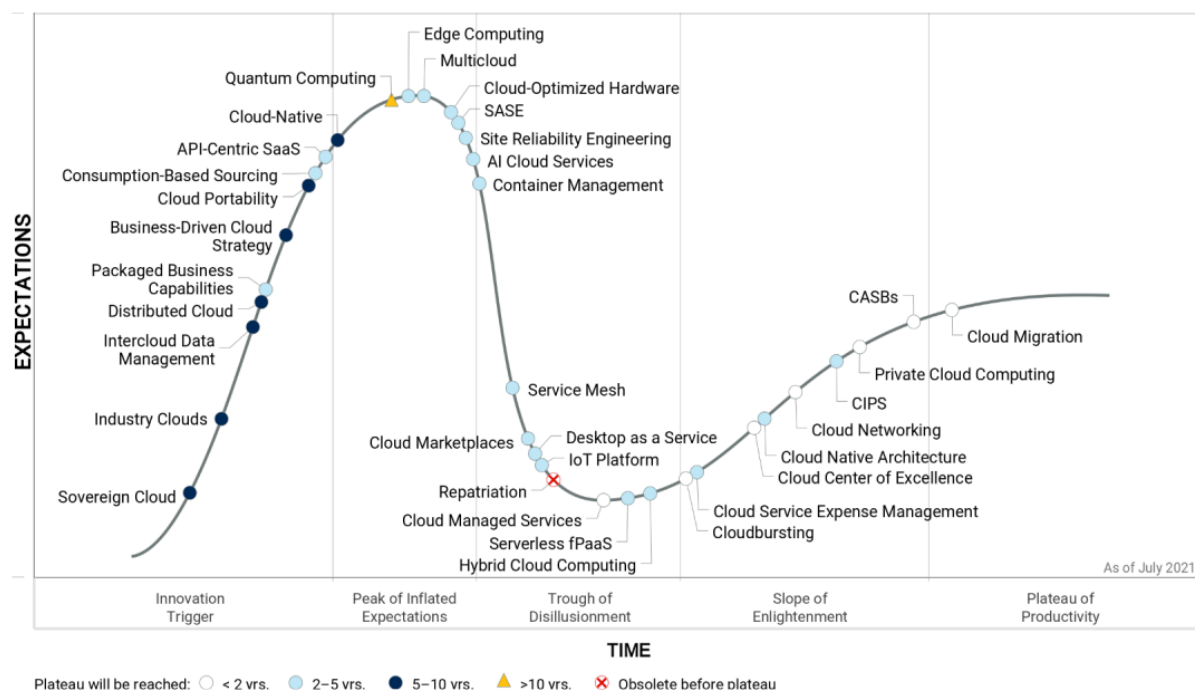 Edge Computing
Multicloud
Quantum Computing
Cloud-Optimized Hardware
SASE
Cloud-Native
Site Reliability Engineering
API-Centric SaaS
AI Cloud Services
Consumption-Based Sourcing
Container Management
Cloud Portability
Business-Driven Cloud
Strategy
Packaged Business
Capabilities
Distributed Cloud
Intercloud Data
Management
Industry Clouds
Sovereign Cloud
EXPECTATIONS
Service Mesh
Cloud Marketplaces
Desktop as a Service
IoT Platform
Repatriation
Cloud Managed Services
Serverless fPaaS
Hybrid Cloud Computing
CASBs
Cloud Migration
Private Cloud Computing
CIPS
Cloud Networking
Cloud Native Architecture
Cloud Center of Excellence
Cloud Service Expense Management
Cloudbursting
As of July 2021
Innovation
Trigger
Peak of Inflated
Expectations
Trough of
Disillusionment
Slope of
Enlightenment
Plateau of
Productivity
TIME
Plateau will be reached: < 2 yrs. 2–5 yrs. 5–10 yrs. >10 yrs. Obsolete before plateau